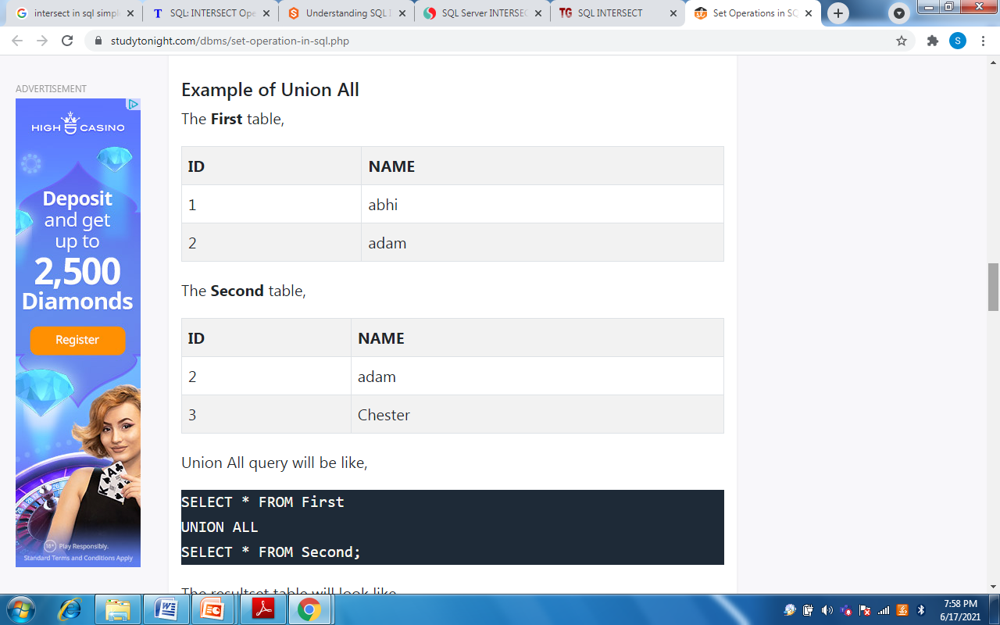 intersect in sql simpl
SQL: INTERSECT Ope
Understanding SQL I
SQL Server INTERSEC
TG SQL INTERSECT
Set Operations in SQ
studytonight.com/dbms/set-operation-in-sql.php
S
ADVERTISEMENT
HIGH 5 CASINO
Deposit
and get
up to
2,500
Diamonds
Register
18+ Play Responsibly.
Standard Terms and Conditions Apply
Example of Union All
The First table,
ID NAME
1 abhi
2 adam
The Second table,
ID NAME
2 adam
3 Chester
Union All query will be like,
SELECT * FROM First
UNION ALL
SELECT * FROM Second;
The resultset table will look like
7:58 PM
6/17/2021